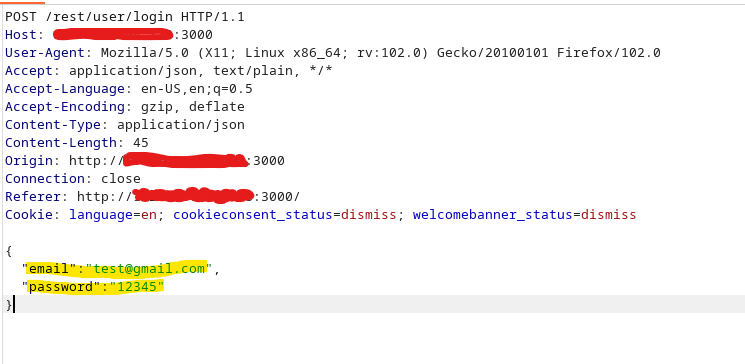 POST /rest/user/login HTTP/1.1
Host: :3000
User-Agent: Mozilla/5.0 (X11; Linux x86_64; rv:102.0) Gecko/20100101 Firefox/102.0
Accept: application/json, text/plain, */*
Accept-Language: en-US,en;q=0.5
Accept-Encoding: gzip, deflate
Content-Type: application/json
Content-Length: 45
Origin: http://:3000
Connection: close
Referer: http://:3000/
Cookie: language=en; cookieconsent_status=dismiss; welcomebanner_status=dismiss
{
"email":"test@gmail.com",
"password":"12345"
}